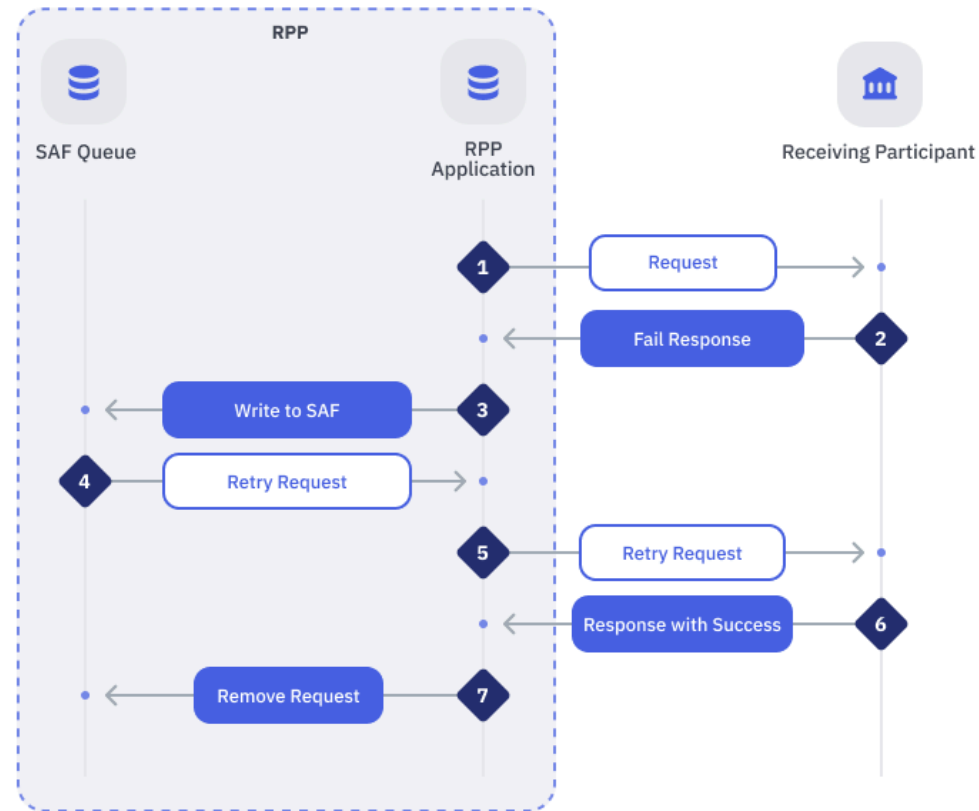 RPP
SAF Queue
RPP
Application
Receiving Participant
1
Request
Fail Response
2
Write to SAF
3
4
Retry Request
5
Retry Request
Response with Success
6
Remove Request
7